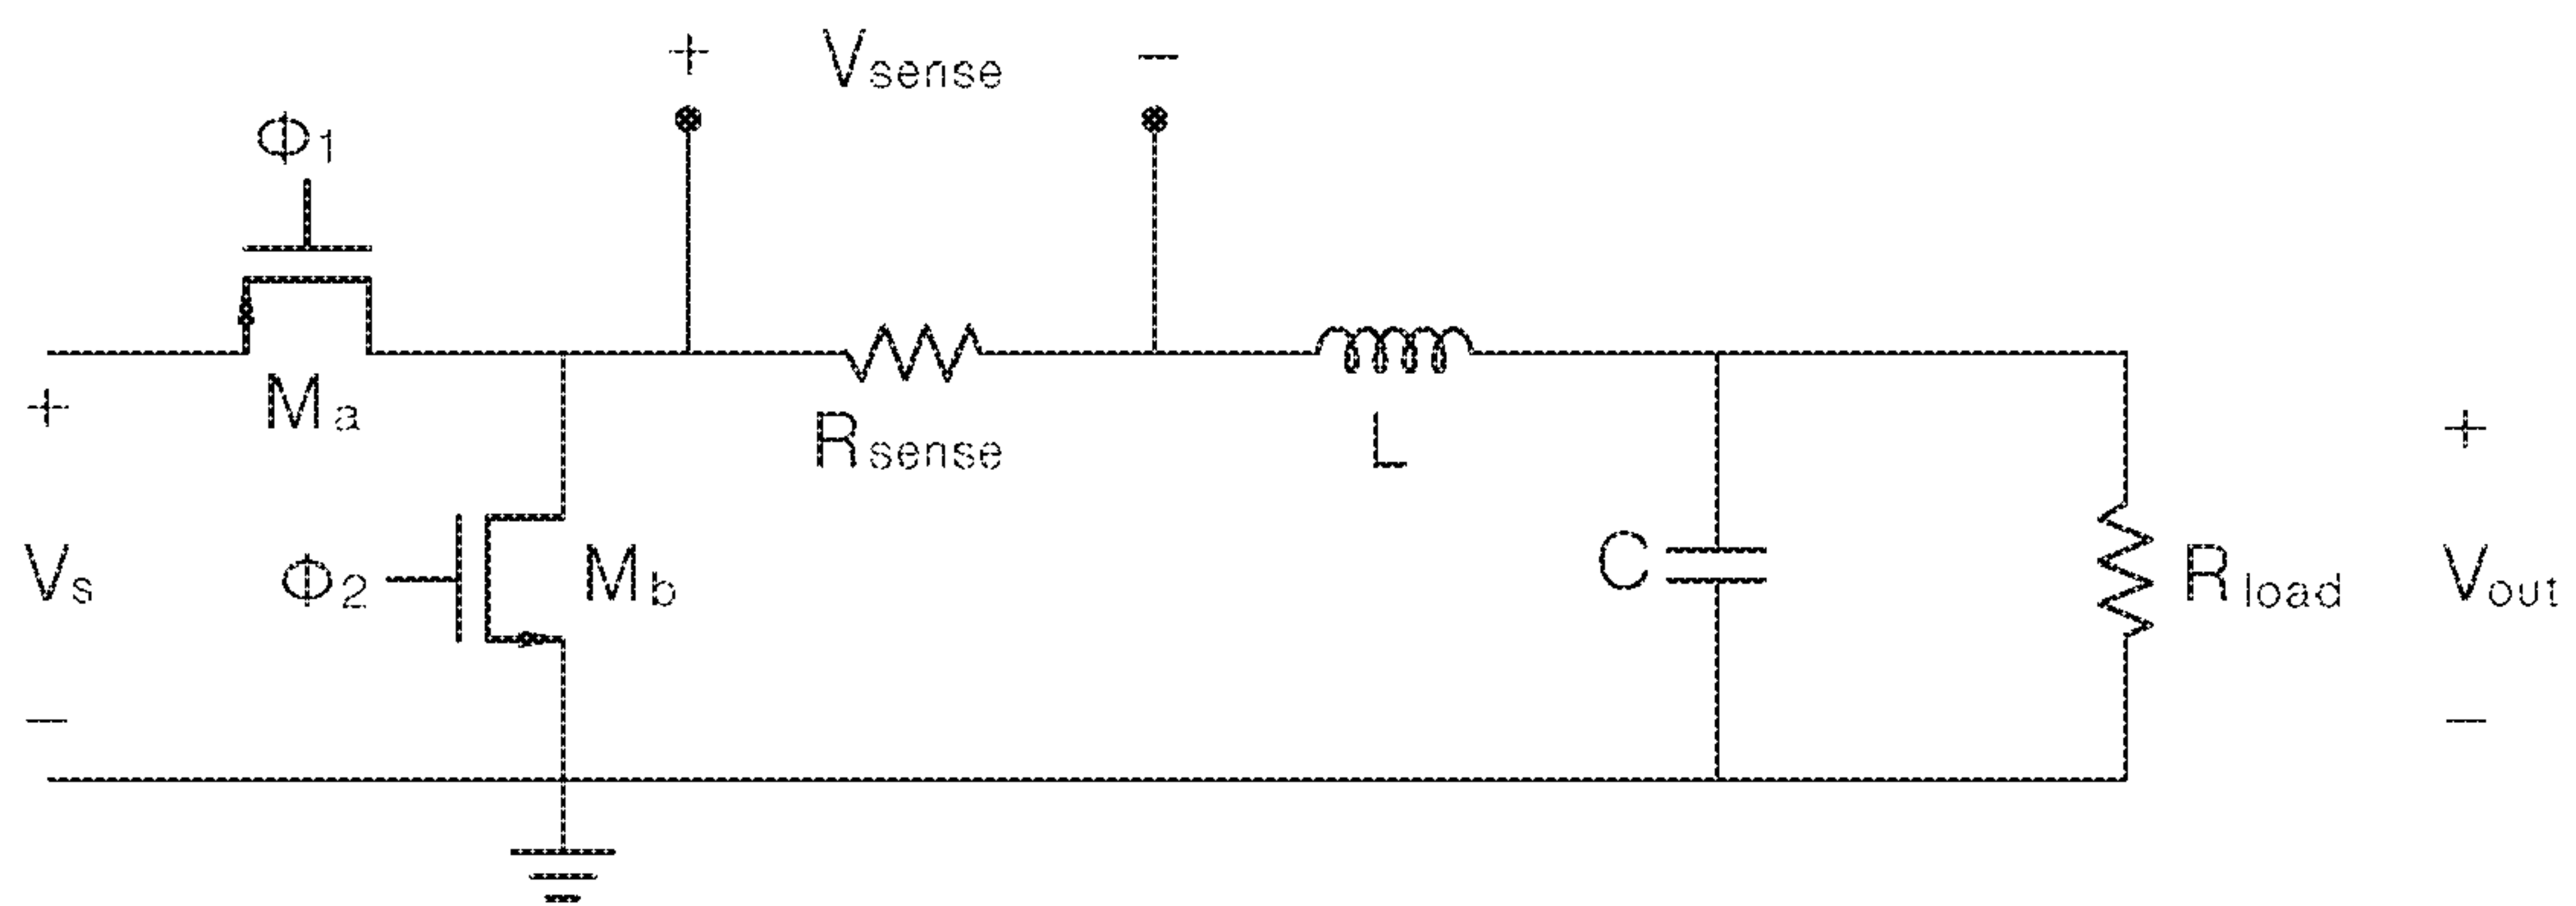 + Vsense −
Φ1
Ma
Rsense
L
+
Vs
−
Φ2
Mb
C
Rload
+
Vout
−